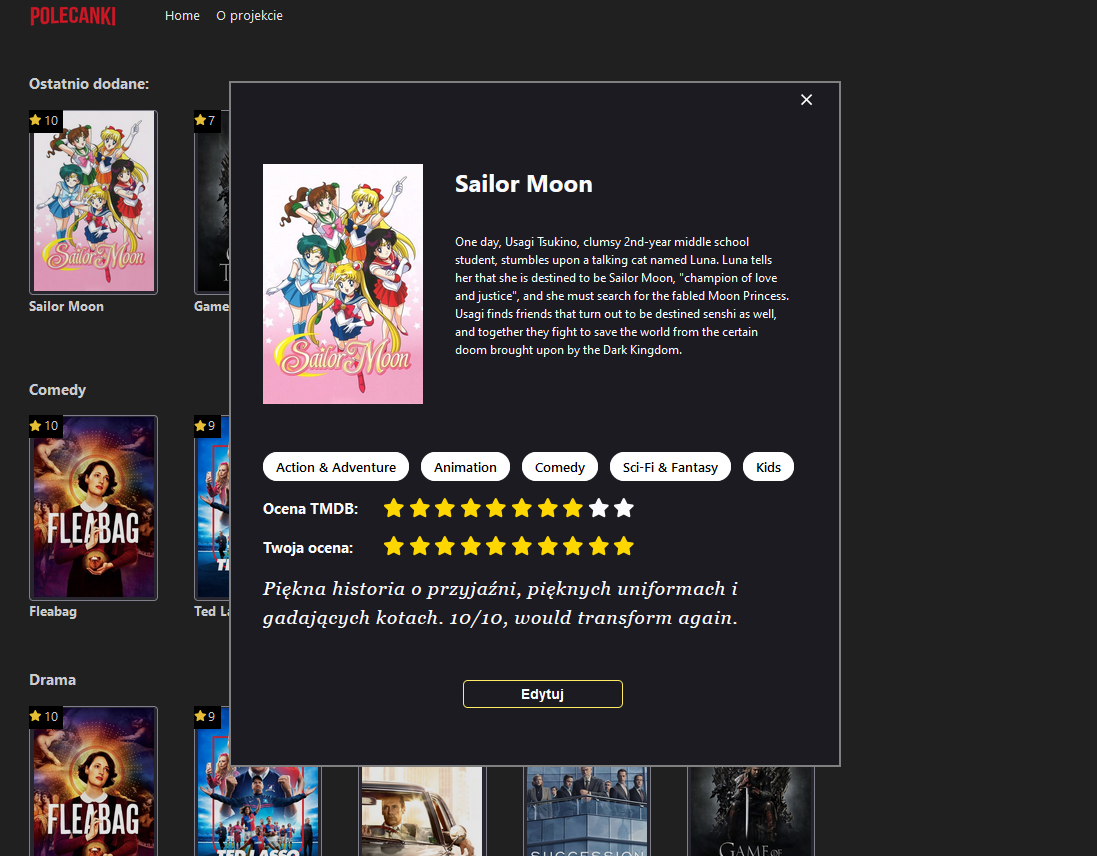 POLECANKI
Home
O projekcie
Ostatnio dodane:
10
7
Sailor Moon
Sailor Moon
Game
Comedy
10
9
FLEABAG
Fleabag
Ted
Drama
10
9
FLEABAG
TED LASSO
SUCCESSION
GAME OF
×
Sailor Moon
Sailor Moon
One day, Usagi Tsukino, clumsy 2nd-year middle school
student, stumbles upon a talking cat named Luna. Luna tells
her that she is destined to be Sailor Moon, "champion of love
and justice", and she must search for the fabled Moon Princess.
Usagi finds friends that turn out to be destined senshi as well,
and together they fight to save the world from the certain
doom brought upon by the Dark Kingdom.
Action & Adventure
Animation
Comedy
Sci-Fi & Fantasy
Kids
Ocena TMDB:
Twoja ocena:
Piękna historia o przyjaźni, pięknych uniformach i
gadających kotach. 10/10, would transform again.
Edytuj